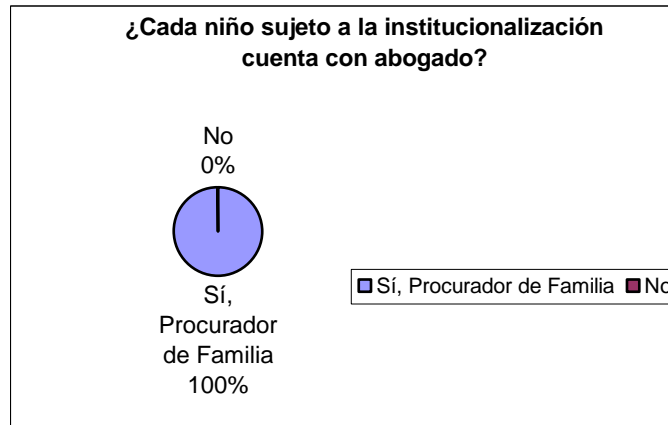 ¿Cada niño sujeto a la institucionalización
cuenta con abogado?
No
0%
Sí,
Procurador
de Familia
100%
Sí, Procurador de Familia No